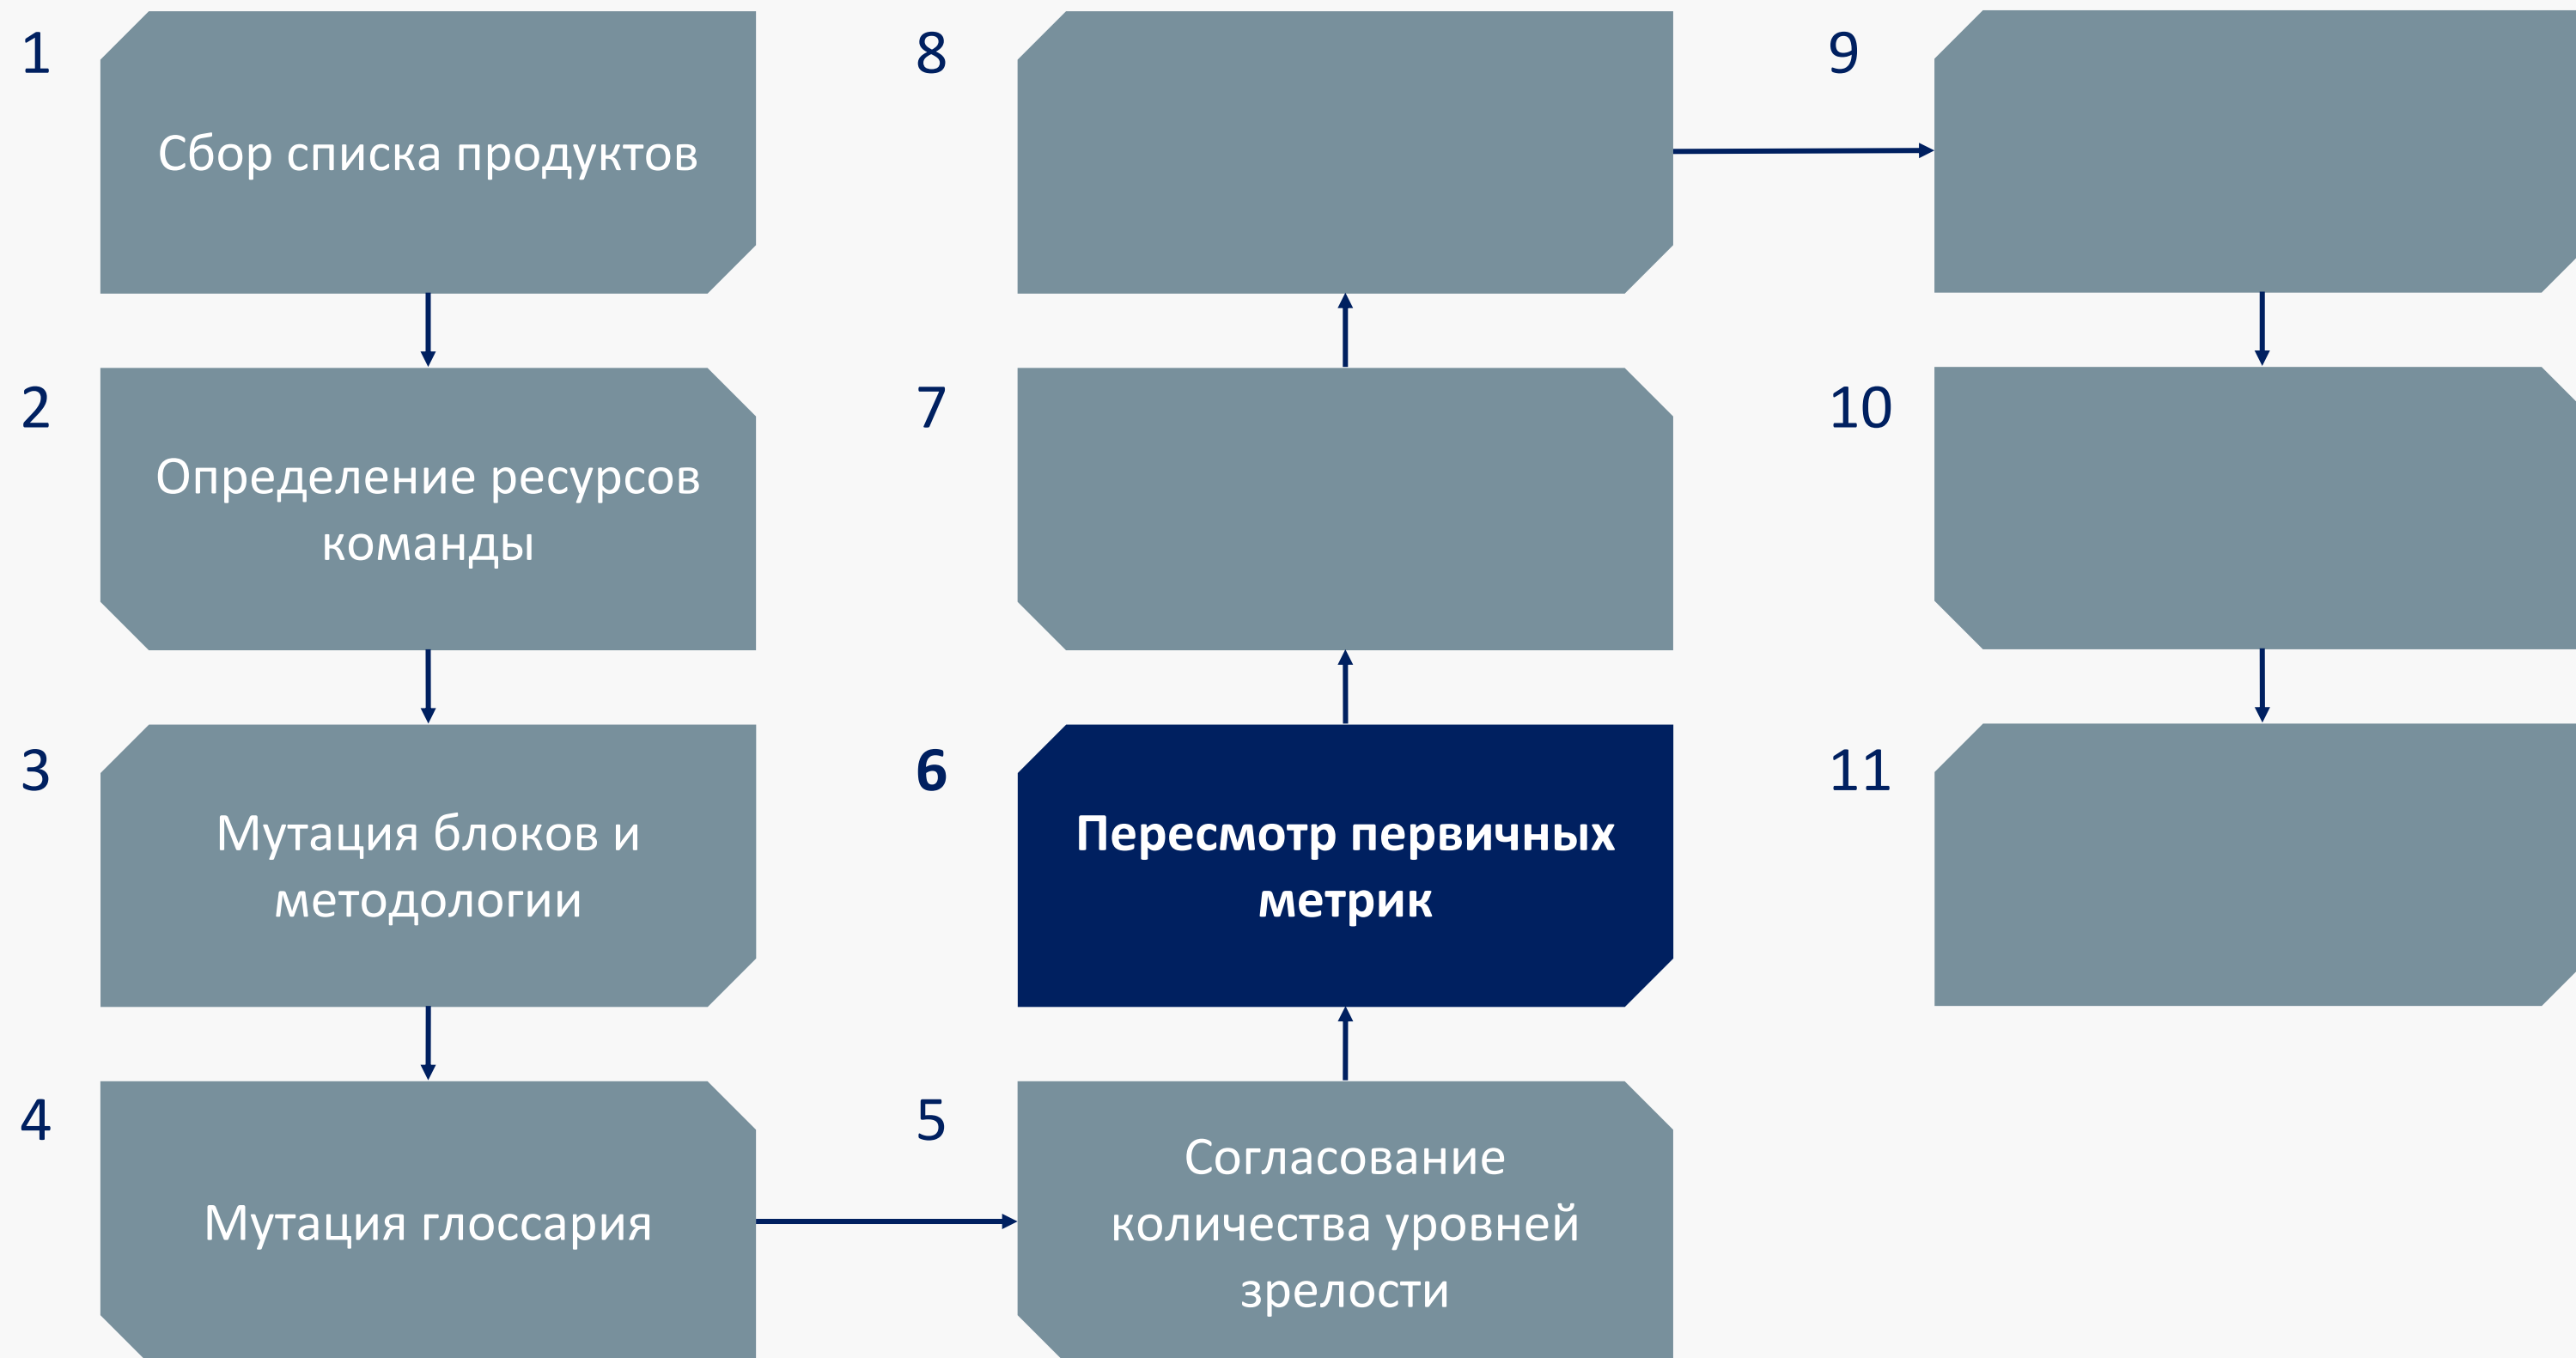 1
Сбор списка продуктов
2
Определение ресурсов
команды
3
Мутация блоков и
методологии
4
Мутация глоссария
5
Согласование
количества уровней
зрелости
6
Пересмотр первичных
метрик
7
8
9
10
11